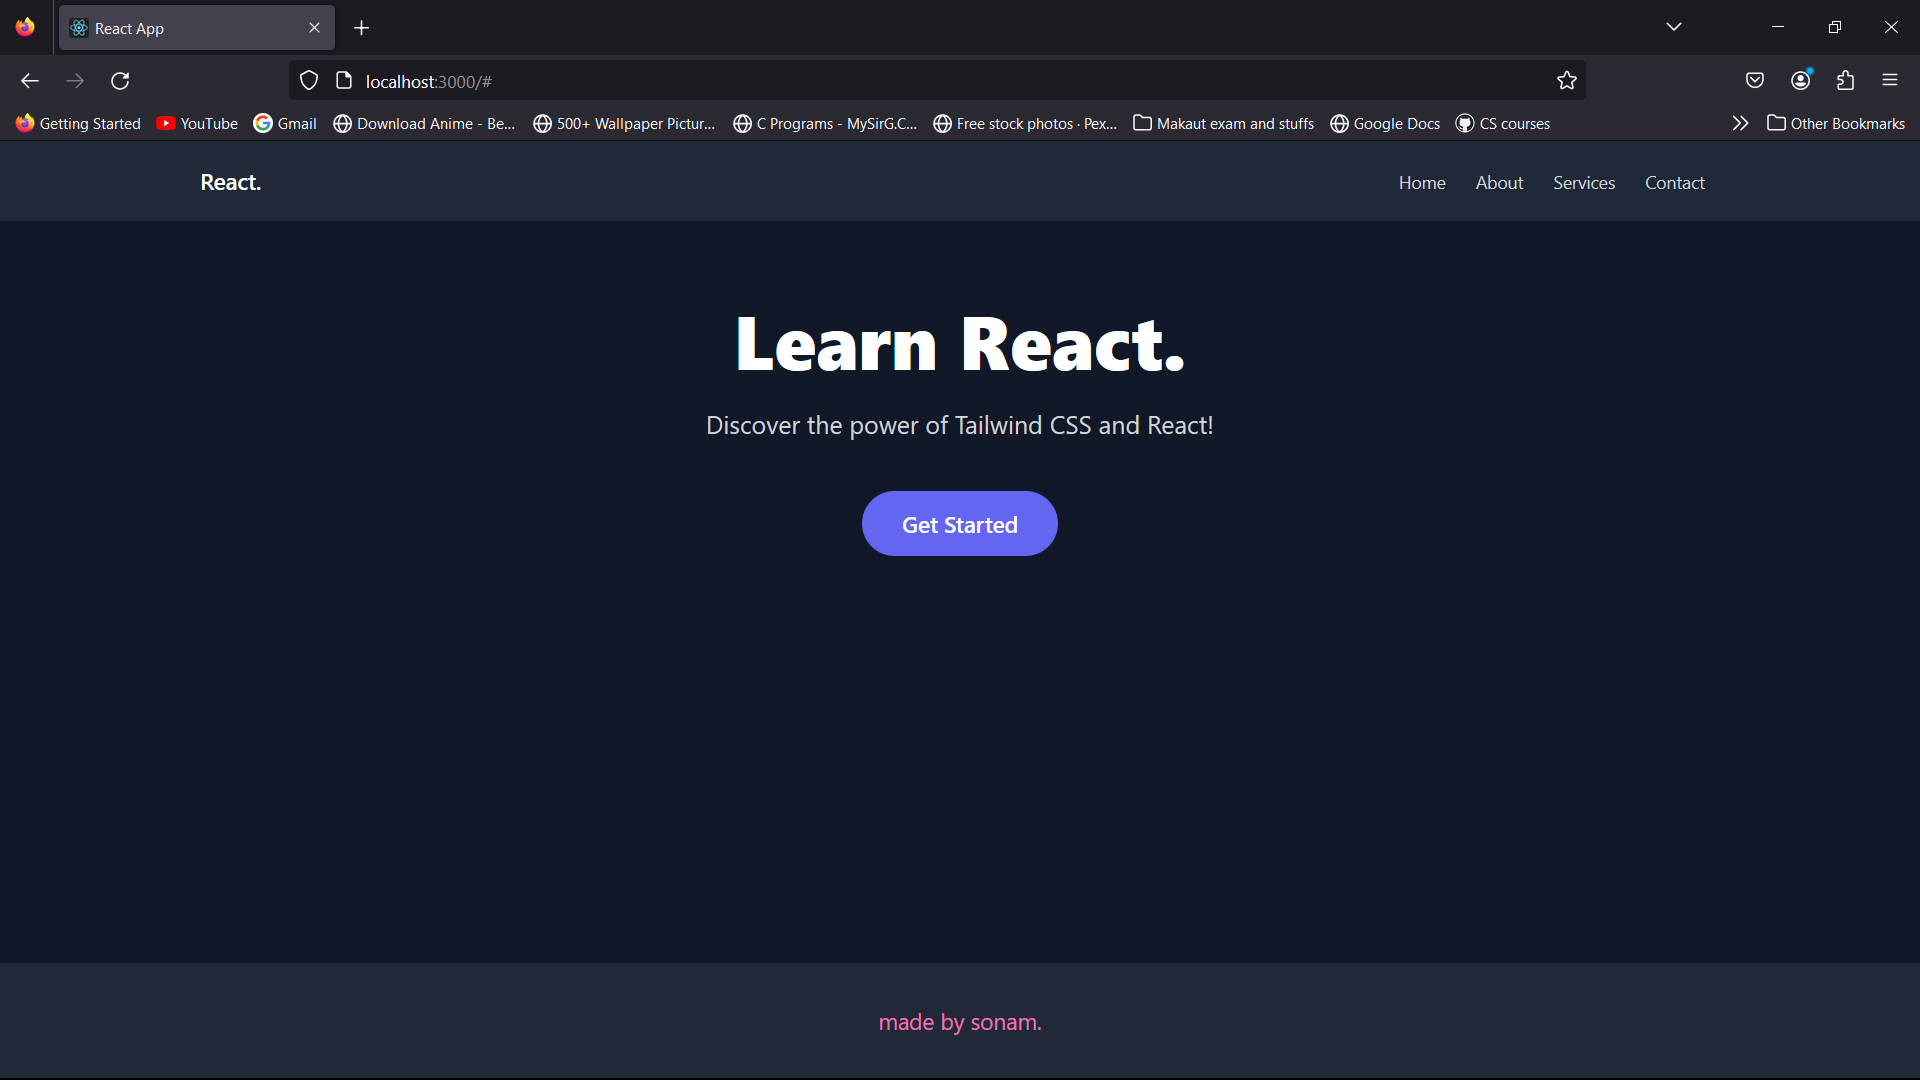 React App
localhost:3000/#
Getting Started YouTube Gmail Download Anime - Be... 500+ Wallpaper Pictur... C Programs - MySirG.C... Free stock photos · Pex... Makaut exam and stuffs Google Docs CS courses Other Bookmarks
React. Home About Services Contact
Learn React.
Discover the power of Tailwind CSS and React!
Get Started
made by sonam.